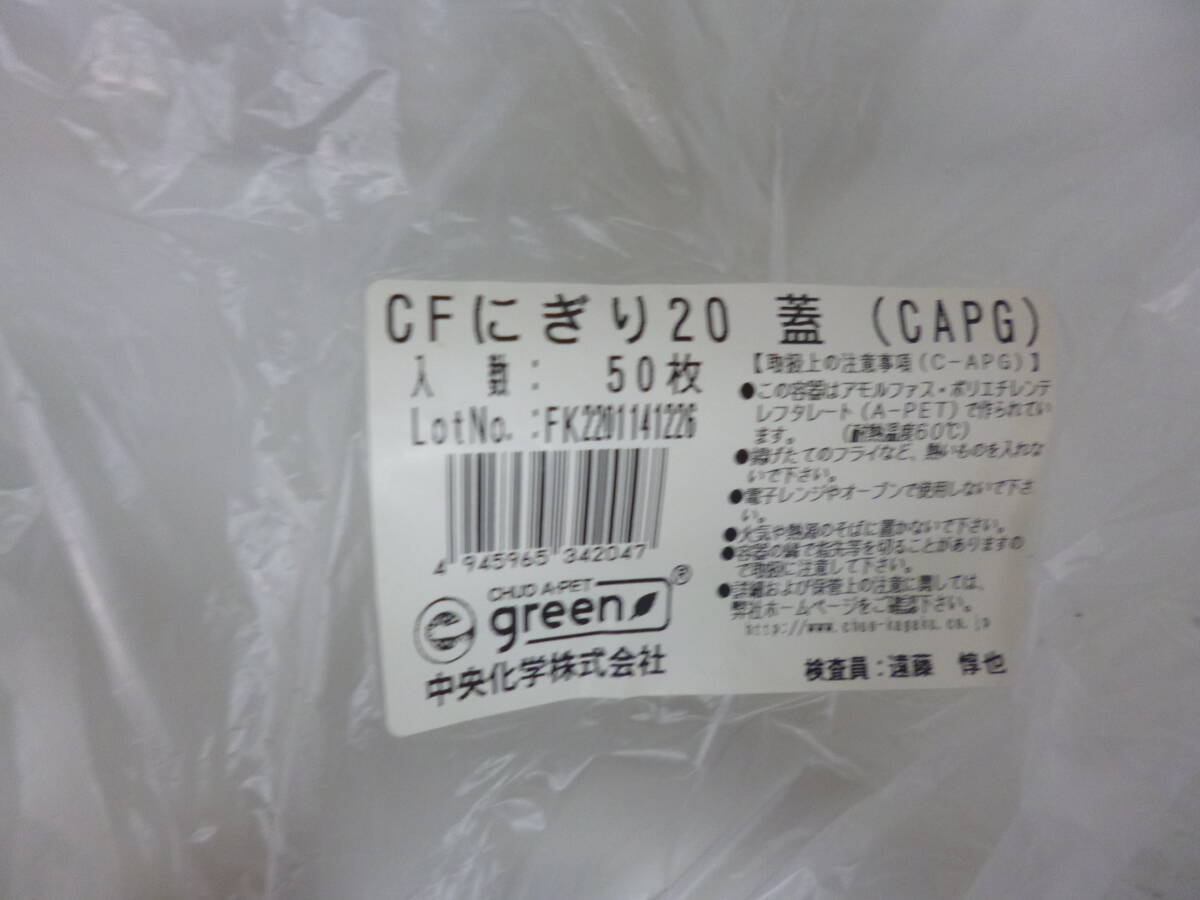 CFにぎり20 蓋 (CAPG)
入 数: 50枚
LotNo.:FK2201141226
4 945965 342047
CHUO A-PET
green®
中央化学株式会社
【取扱上の注意事項(C-APG)】
●この容器はアモルファス・ポリエチレンテ
レフタレート(A-PET)で作られてい
ます。 (耐熱温度60℃)
●揚げたてのフライなど、熱いものを入れな
いで下さい。
●電子レンジやオーブンで使用しないで下さ
い。
●火気や熱源のそばに置かないで下さい。
●容器の縁で指先等を切ることがありますの
で取扱に注意して下さい。
●詳細および保管上の注意に関しては、
弊社ホームページをご確認下さい。
http://www.chuo-kagaku.co.jp
検査員:遠藤 惇也